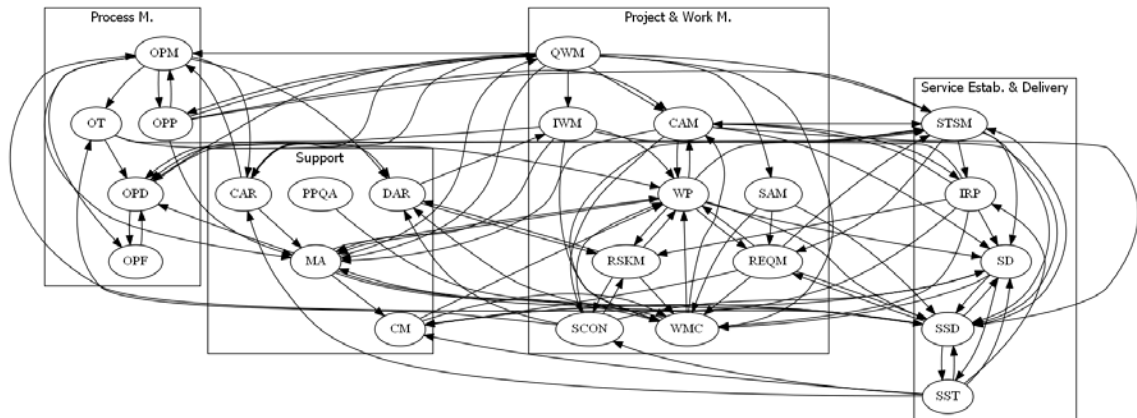 Process M.
Project & Work M.
OPM
QWM
Service Estab. & Delivery
OT
OPP
IWM
CAM
STSM
Support
OPD
CAR
PPQA
DAR
WP
SAM
IRP
OPF
MA
RSKM
REQM
SD
CM
SCON
WMC
SSD
SST